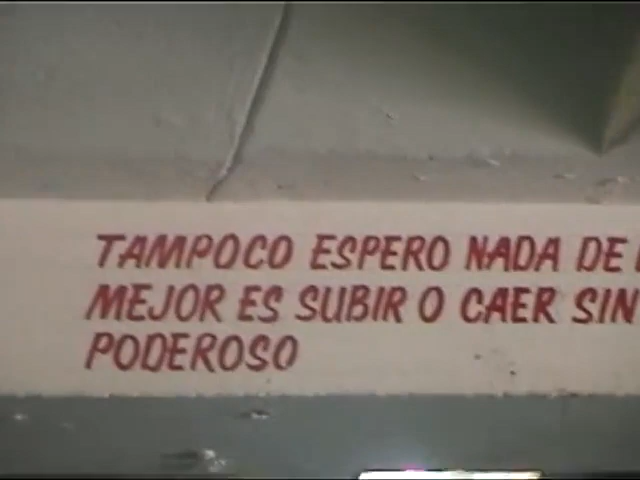 TAMPOCO ESPERO NADA DE
MEJOR ES SUBIR O CAER SIN
PODEROSO